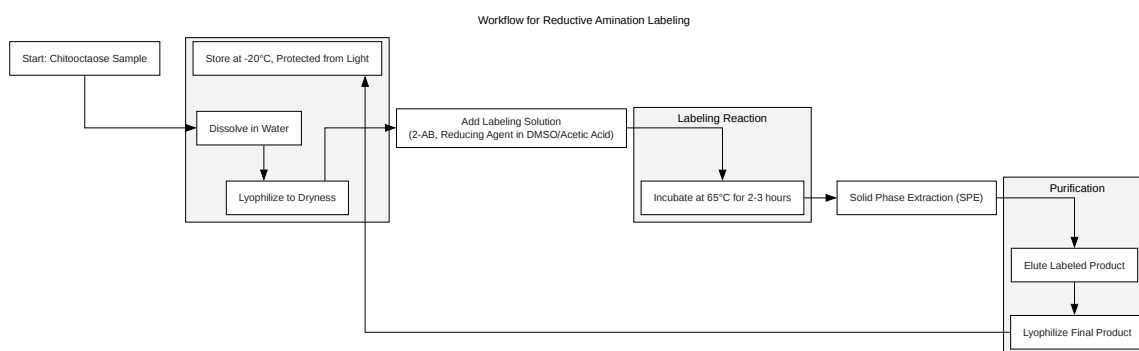 Workflow for Reductive Amination Labeling
Start: Chitooctaose Sample
Store at -20°C, Protected from Light
Dissolve in Water
Lyophilize to Dryness
Add Labeling Solution
(2-AB, Reducing Agent in DMSO/Acetic Acid)
Labeling Reaction
Incubate at 65°C for 2-3 hours
Solid Phase Extraction (SPE)
Purification
Elute Labeled Product
Lyophilize Final Product